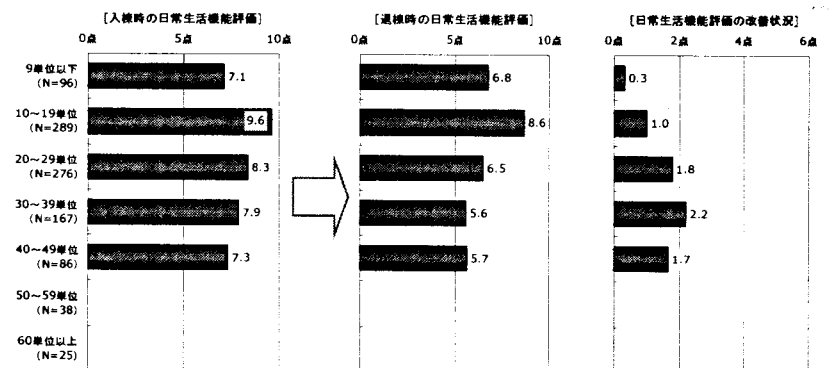 [入棟時の日常生活機能評価]
[退棟時の日常生活機能評価]
[日常生活機能評価の改善状況]
0点 5点 10点
0点 5点 10点
0点 2点 4点 6点
9単位以下 7.1 6.8 0.3
(N=96)
10〜19単位 9.6 8.6 1.0
(N=289)
20〜29単位 8.3 6.5 1.8
(N=276)
30〜39単位 7.9 5.6 2.2
(N=167)
40〜49単位 7.3 5.7 1.7
(N=86)
50〜59単位
(N=38)
60単位以上
(N=25)